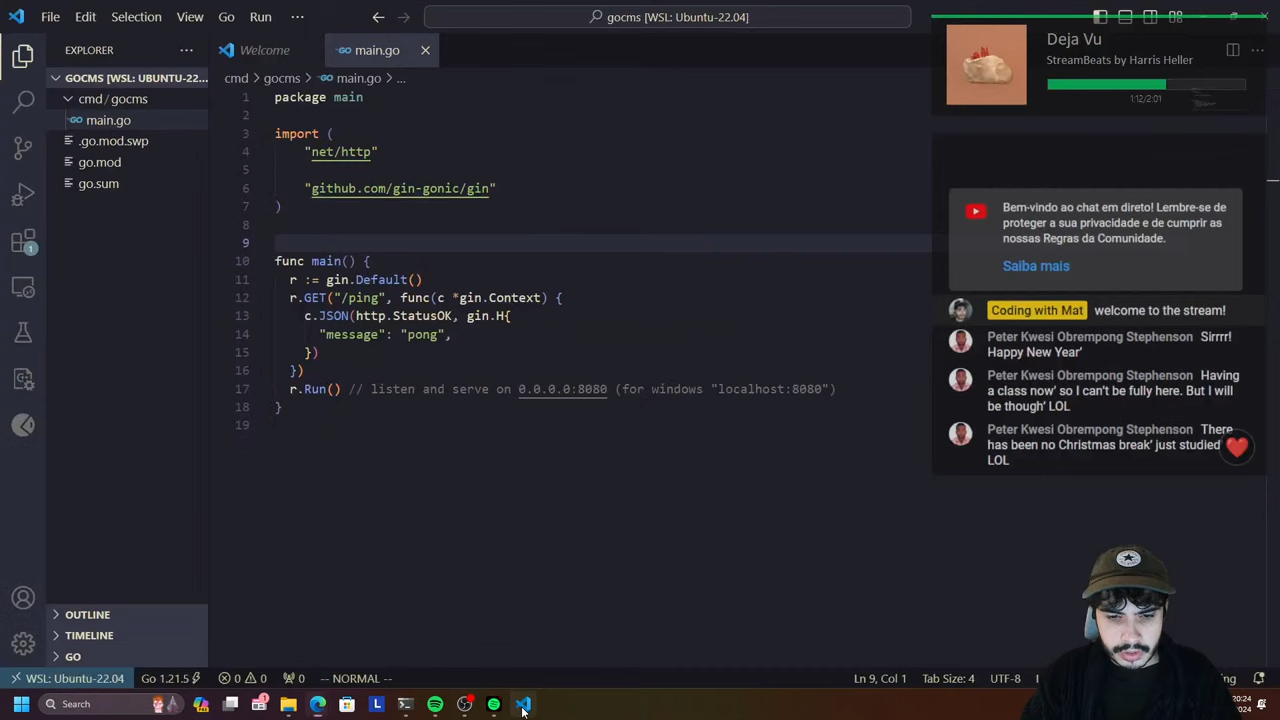 File Edit Selection View Go Run ···
gocms [WSL: Ubuntu-22.04]
EXPLORER
GOCMS [WSL: UBUNTU-22...
cmd / gocms
main.go
.go.mod.swp
go.mod
go.sum
OUTLINE
TIMELINE
GO
1
Welcome
main.go
cmd > gocms > main.go > ...
1 package main
2
3 import (
4 "net/http"
5
6 "github.com/gin-gonic/gin"
7 )
8
9
10 func main() {
11 r := gin.Default()
12 r.GET("/ping", func(c *gin.Context) {
13 c.JSON(http.StatusOK, gin.H{
14 "message": "pong",
15 })
16 })
17 r.Run() // listen and serve on 0.0.0.0:8080 (for windows "localhost:8080")
18 }
19
Deja Vu
StreamBeats by Harris Heller
1:12/2:01
Bem-vindo ao chat em direto! Lembre-se de
proteger a sua privacidade e de cumprir as
nossas Regras da Comunidade.
Saiba mais
Coding with Mat welcome to the stream!
Peter Kwesi Obrempong Stephenson Sirrrr!
Happy New Year'
Peter Kwesi Obrempong Stephenson Having
a class now' so I can't be fully here. But I will
be though' LOL
Peter Kwesi Obrempong Stephenson There
has been no Christmas break' just studied
LOL
WSL: Ubuntu-22.04 Go 1.21.5 0 0 0 -- NORMAL -- Ln 9, Col 1 Tab Size: 4 UTF-8
Search
20:24